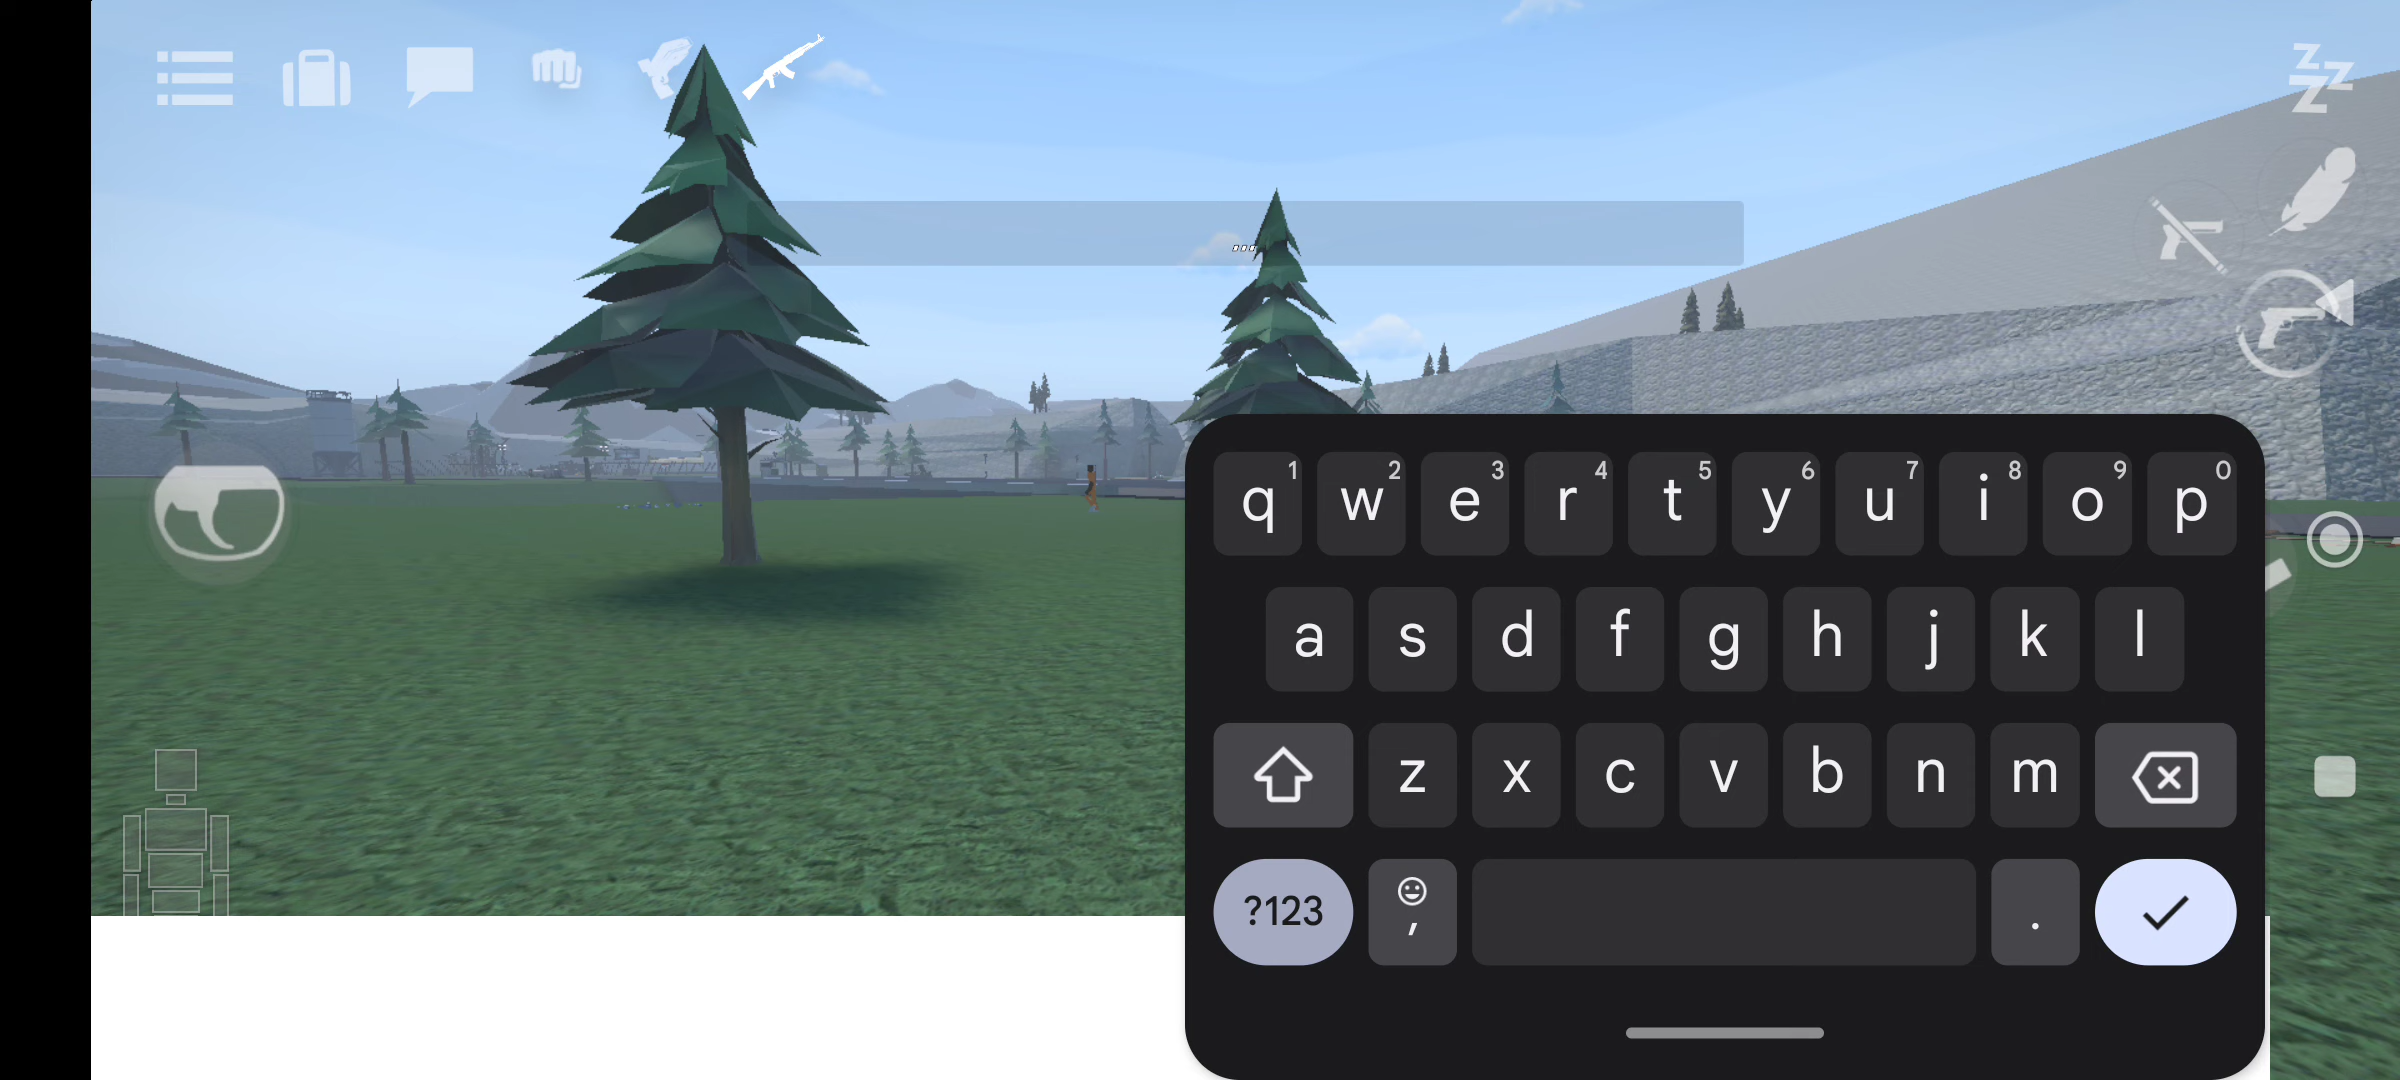 z z z
...
q 1 w 2 e 3 r 4 t 5 y 6 u 7 i 8 o 9 p 0
a s d f g h j k l
z x c v b n m
?123 , .